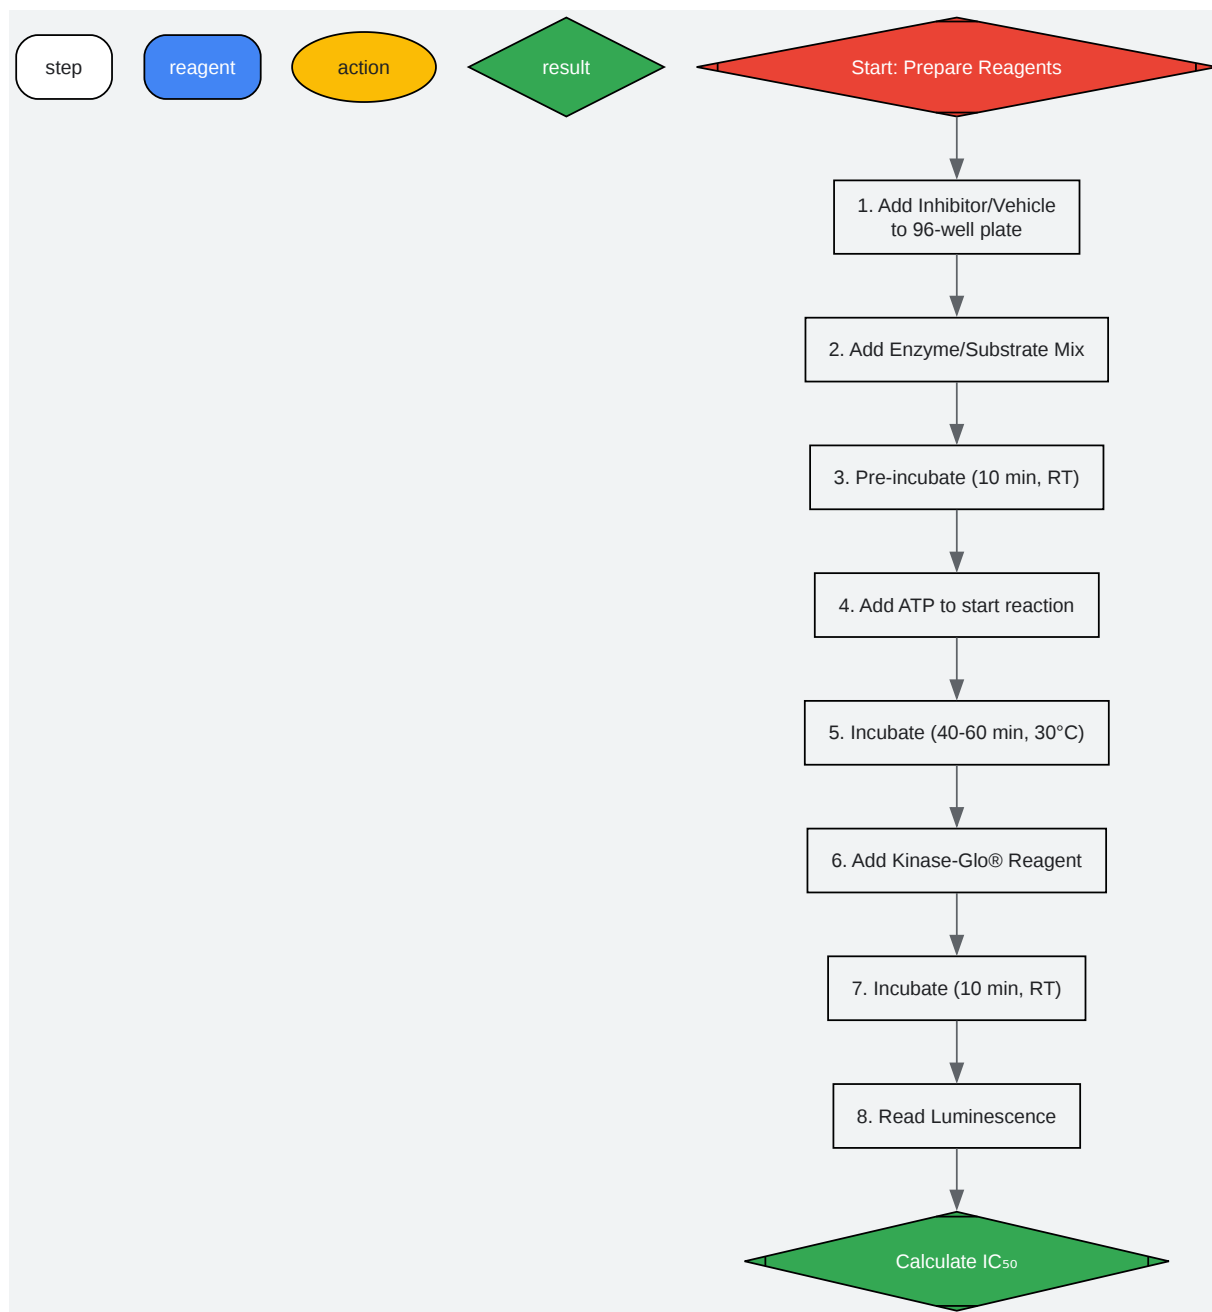 step
reagent
action
result
Start: Prepare Reagents
1. Add Inhibitor/Vehicle
to 96-well plate
2. Add Enzyme/Substrate Mix
3. Pre-incubate (10 min, RT)
4. Add ATP to start reaction
5. Incubate (40-60 min, 30°C)
6. Add Kinase-Glo® Reagent
7. Incubate (10 min, RT)
8. Read Luminescence
Calculate IC₅₀